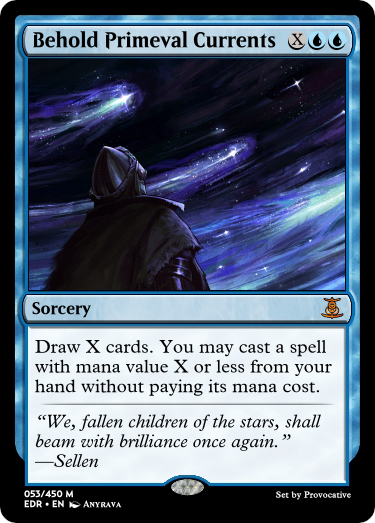 Behold Primeval Currents X
Sorcery
Draw X cards. You may cast a spell
with mana value X or less from your
hand without paying its mana cost.
“We, fallen children of the stars, shall
beam with brilliance once again.”
—Sellen
053/450 M
EDR • EN Anyrava
Set by Provocative